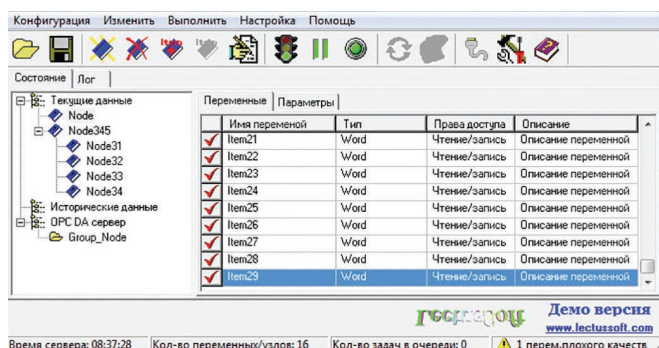 Конфигурация Изменить Выполнить Настройка Помощь
Состояние Лог
Текущие данные
Node
Node345
Node31
Node32
Node33
Node34
Исторические данные
OPC DA сервер
Group_Node
Переменные Параметры
Имя переменой Тип Права доступа Описание
Item21 Word Чтение/запись Описание переменной
Item22 Word Чтение/запись Описание переменной
Item23 Word Чтение/запись Описание переменной
Item24 Word Чтение/запись Описание переменной
Item25 Word Чтение/запись Описание переменной
Item26 Word Чтение/запись Описание переменной
Item27 Word Чтение/запись Описание переменной
Item28 Word Чтение/запись Описание переменной
Item29 Word Чтение/запись Описание переменной
Демо версия
www.lectussoft.com
Время сервера: 08:37:28 Кол-во переменных/узлов: 16 Кол-во задач в очереди: 0 1 перем.плохого качеств